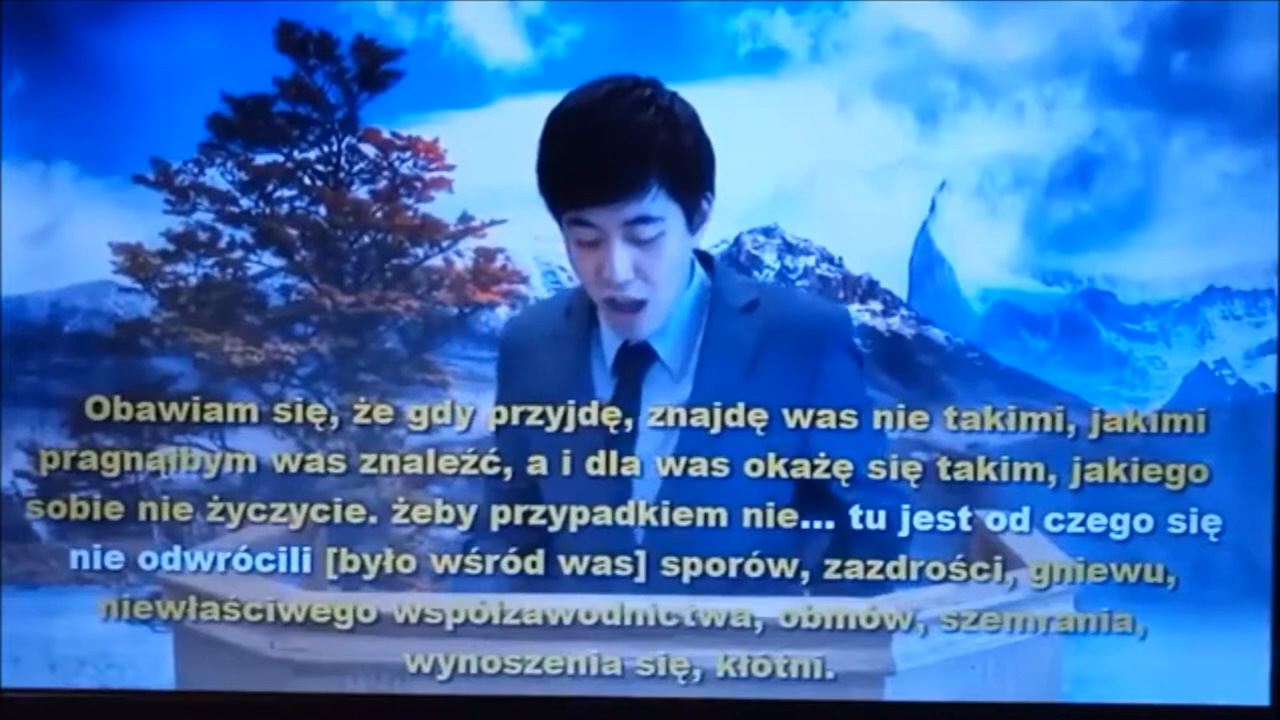 Obawiam się, że gdy przyjdę, znajdę was nie takimi, jakimi
pragnąłbym was znaleźć, a i dla was okażę się takim, jakiego
sobie nie życzycie. żeby przypadkiem nie... tu jest od czego się
nie odwrócili [było wśród was] sporów, zazdrości, gniewu,
niewłaściwego współzawodnictwa, obmów, szemrania,
wynoszenia się, kłótni.